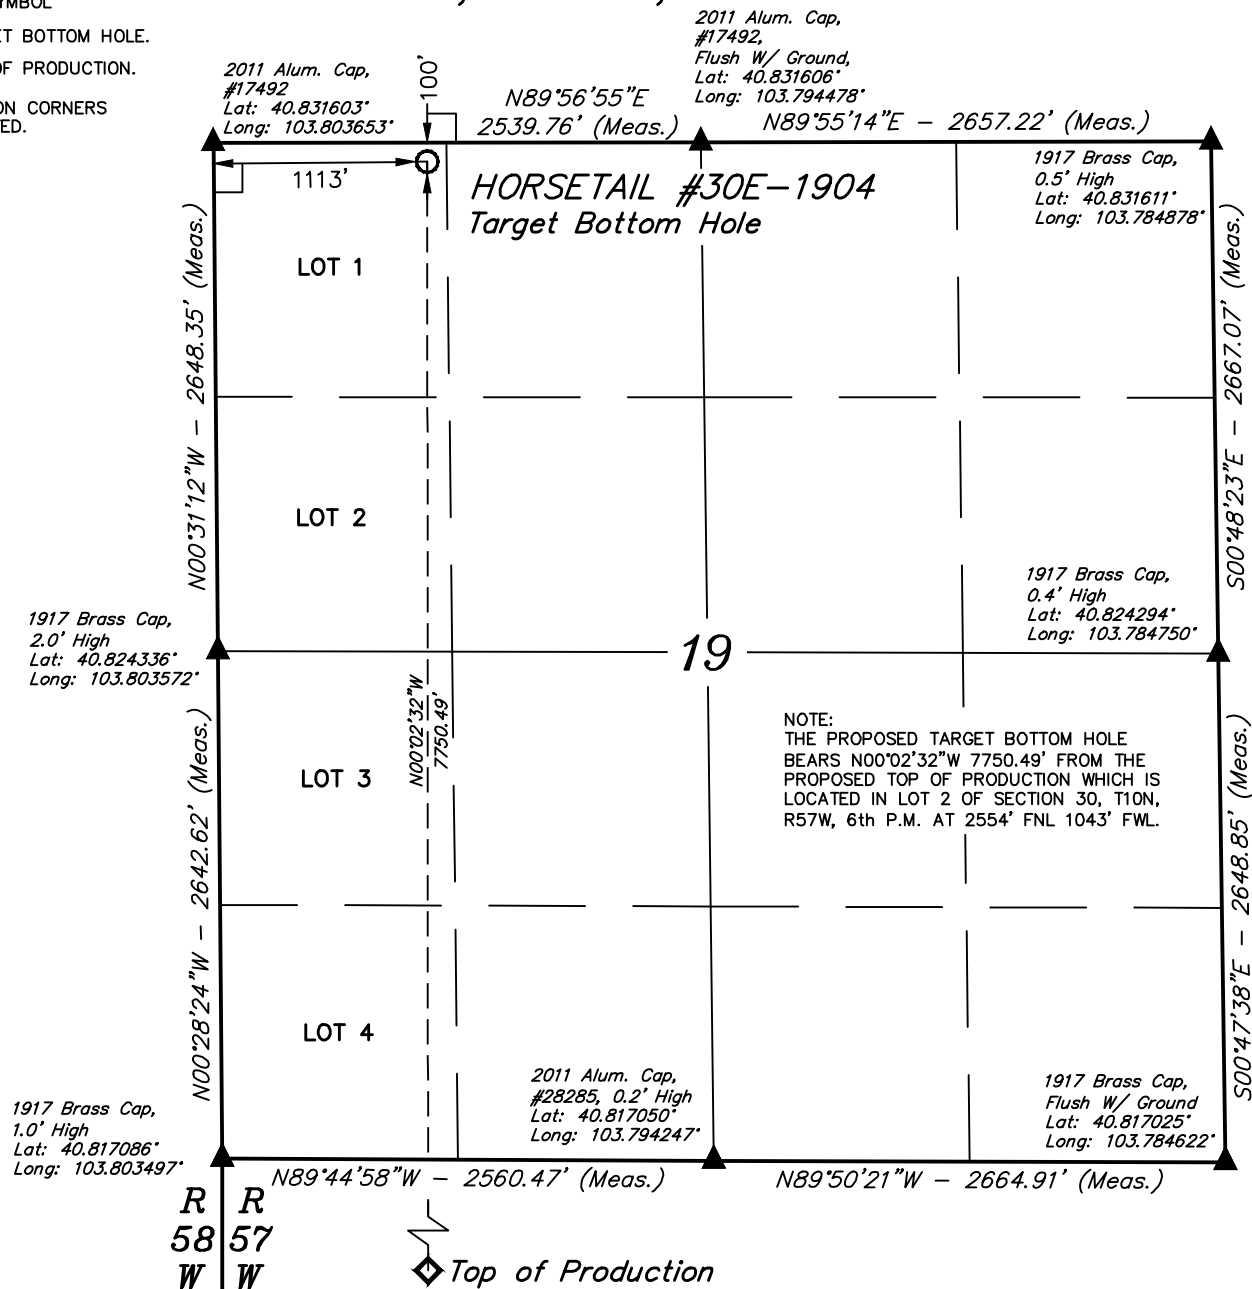 ET BOTTOM HOLE.
OF PRODUCTION.
ON CORNERS
2011 Alum. Cap,
#17492
Lat: 40.831603°
Long: 103.803653°
100'
N89°56'55"E
2539.76' (Meas.)
2011 Alum. Cap,
#17492,
Flush W/ Ground,
Lat: 40.831606°
Long: 103.794478°
N89°55'14"E – 2657.22' (Meas.)
1113'
HORSETAIL #30E-1904
Target Bottom Hole
1917 Brass Cap,
0.5' High
Lat: 40.831611°
Long: 103.784878°
LOT 1
N00°31'12"W – 2648.35' (Meas.)
S00°48'23"E – 2667.07' (Meas.)
LOT 2
1917 Brass Cap,
2.0' High
Lat: 40.824336°
Long: 103.803572°
19
1917 Brass Cap,
0.4' High
Lat: 40.824294°
Long: 103.784750°
N00°02'32"W
7750.49'
LOT 3
NOTE:
THE PROPOSED TARGET BOTTOM HOLE
BEARS N00°02'32"W 7750.49' FROM THE
PROPOSED TOP OF PRODUCTION WHICH IS
LOCATED IN LOT 2 OF SECTION 30, T10N,
R57W, 6th P.M. AT 2554' FNL 1043' FWL.
N00°28'24"W – 2642.62' (Meas.)
S00°47'38"E – 2648.85' (Meas.)
LOT 4
1917 Brass Cap,
1.0' High
Lat: 40.817086°
Long: 103.803497°
2011 Alum. Cap,
#28285, 0.2' High
Lat: 40.817050°
Long: 103.794247°
1917 Brass Cap,
Flush W/ Ground
Lat: 40.817025°
Long: 103.784622°
N89°44'58"W – 2560.47' (Meas.)
N89°50'21"W – 2664.91' (Meas.)
R R
58 57
W W
Top of Production